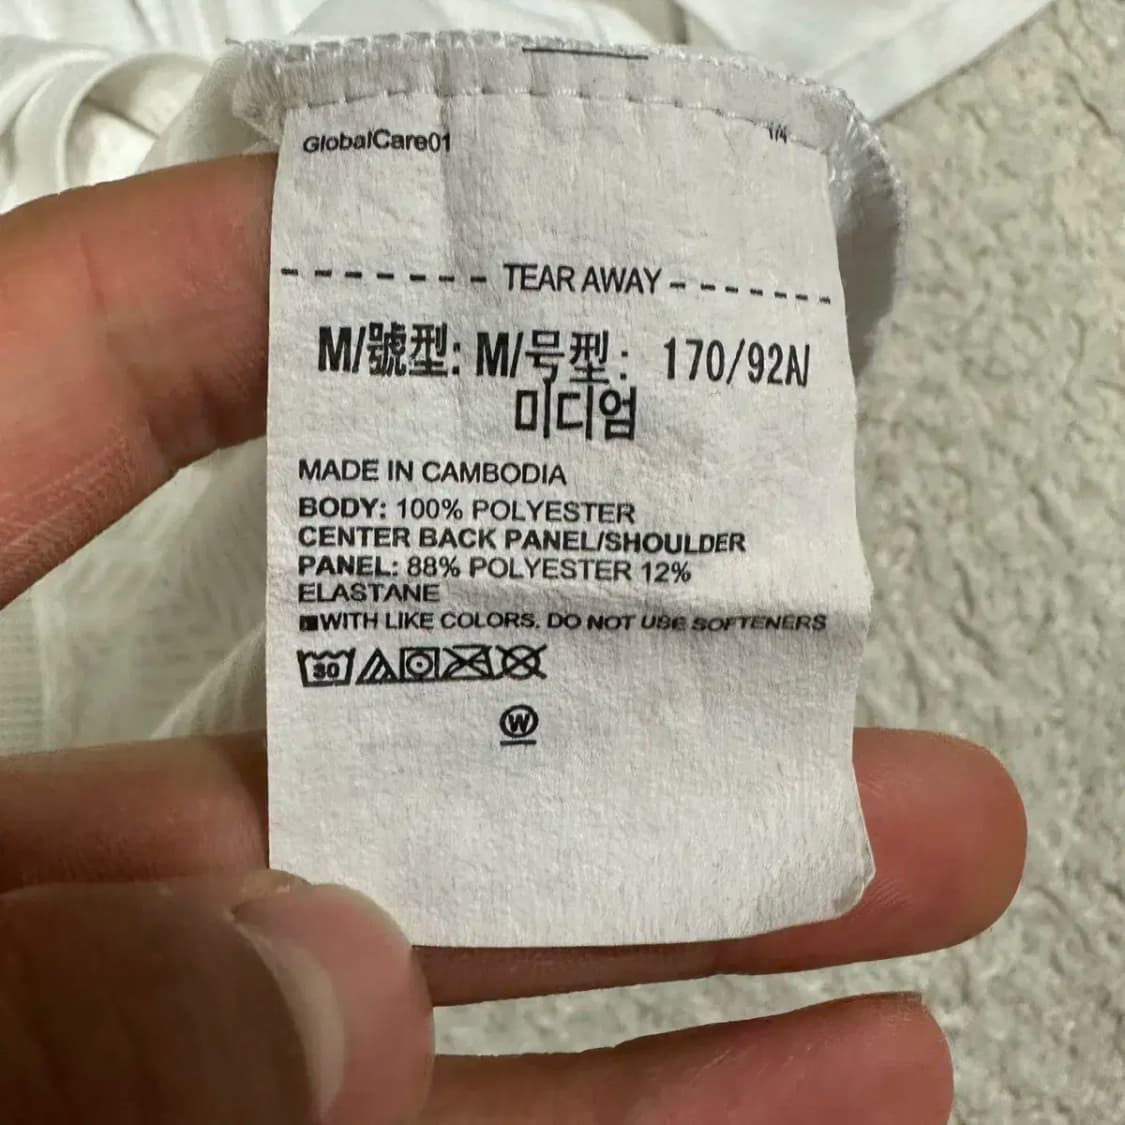 GlobalCare01
1/4
TEAR AWAY
M/號型: M/号型: 170/92A/
미디엄
MADE IN CAMBODIA
BODY: 100% POLYESTER
CENTER BACK PANEL/SHOULDER
PANEL: 88% POLYESTER 12%
ELASTANE
WITH LIKE COLORS. DO NOT USE SOFTENERS
30
W